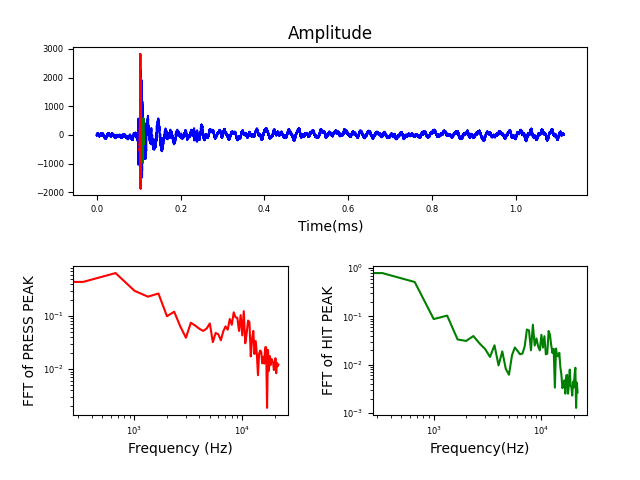 Amplitude
3000
2000
1000
0
−1000
−2000
0.0 0.2 0.4 0.6 0.8 1.0
Time(ms)
FFT of PRESS PEAK
10⁻¹
10⁻²
10³ 10⁴
Frequency (Hz)
FFT of HIT PEAK
10⁰
10⁻¹
10⁻²
10⁻³
10³ 10⁴
Frequency(Hz)